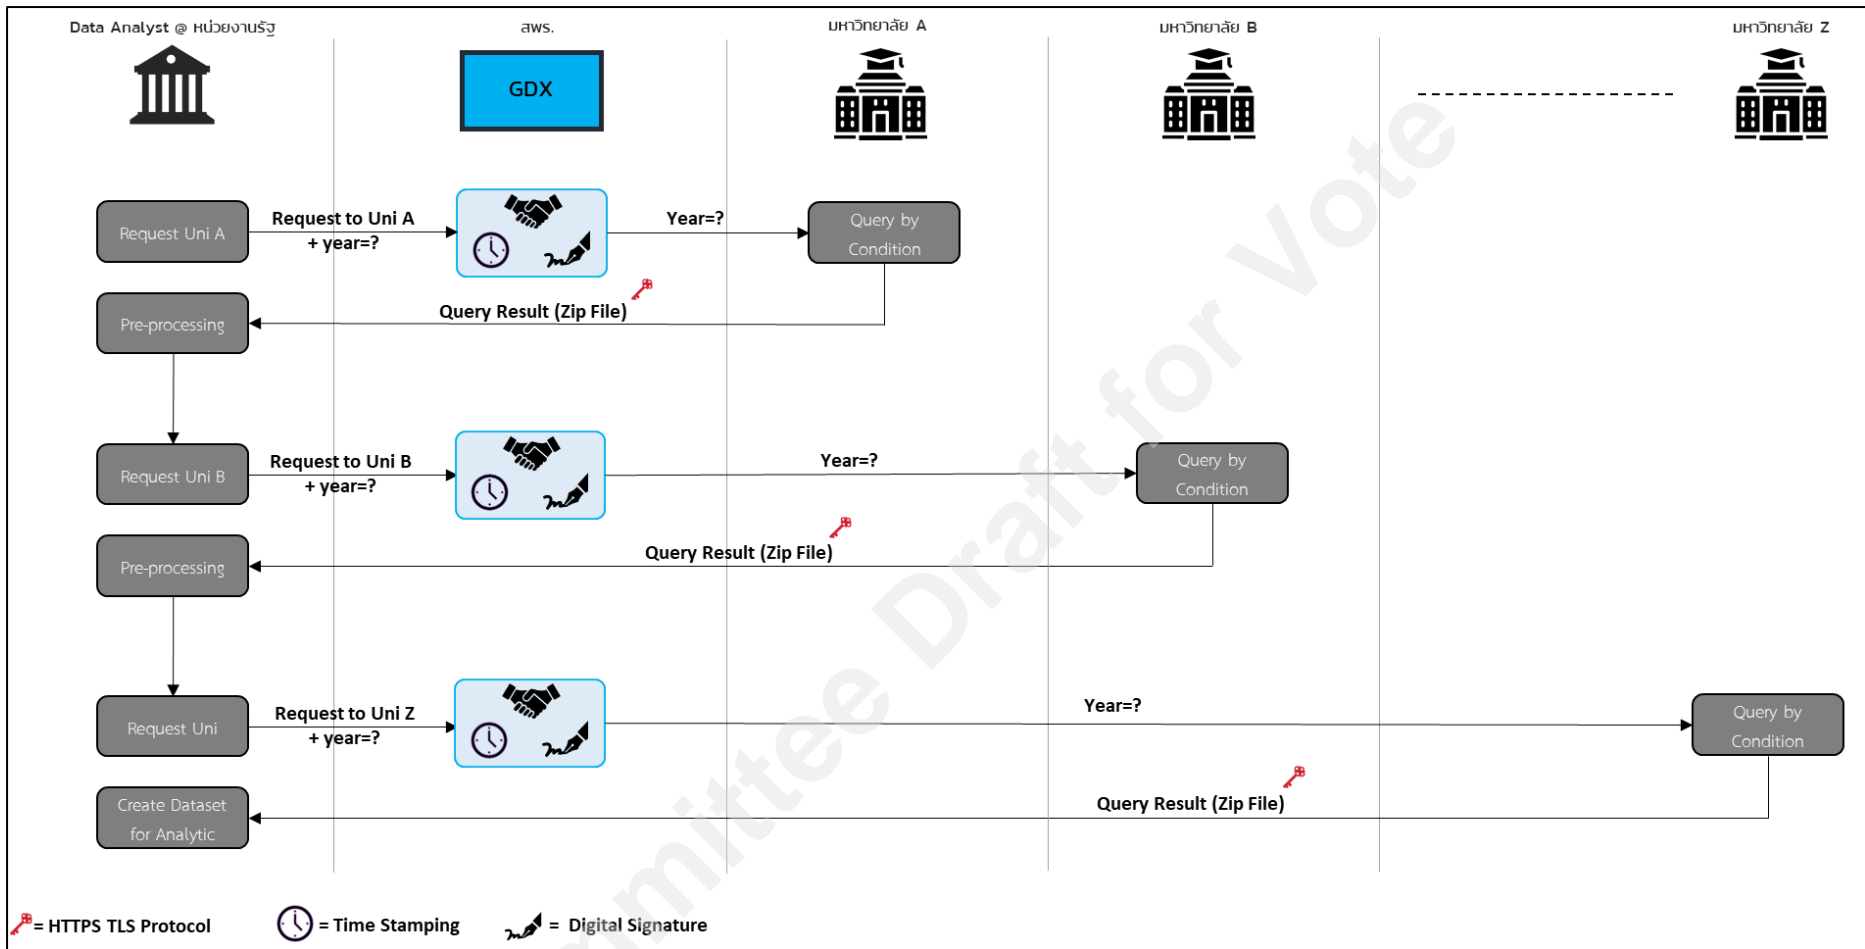 Data Analyst @ หน่วยงานรัฐ
สพร.
มหาวิทยาลัย A
มหาวิทยาลัย B
มหาวิทยาลัย Z
GDX
Request Uni A
Request to Uni A
+ year=?
Year=?
Query by
Condition
Query Result (Zip File)
Pre-processing
Request Uni B
Request to Uni B
+ year=?
Year=?
Query by
Condition
Query Result (Zip File)
Pre-processing
Request Uni
Request to Uni Z
+ year=?
Year=?
Query by
Condition
Query Result (Zip File)
Create Dataset
for Analytic
= HTTPS TLS Protocol
= Time Stamping
= Digital Signature
mmittee Draft for Vote